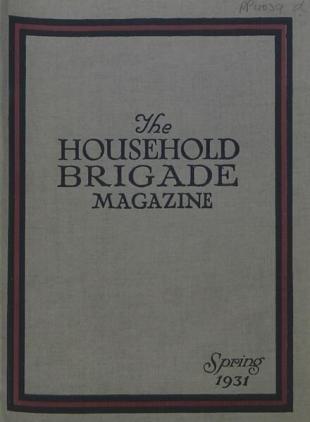 The
HOUSEHOLD
BRIGADE
MAGAZINE
Spring
1931